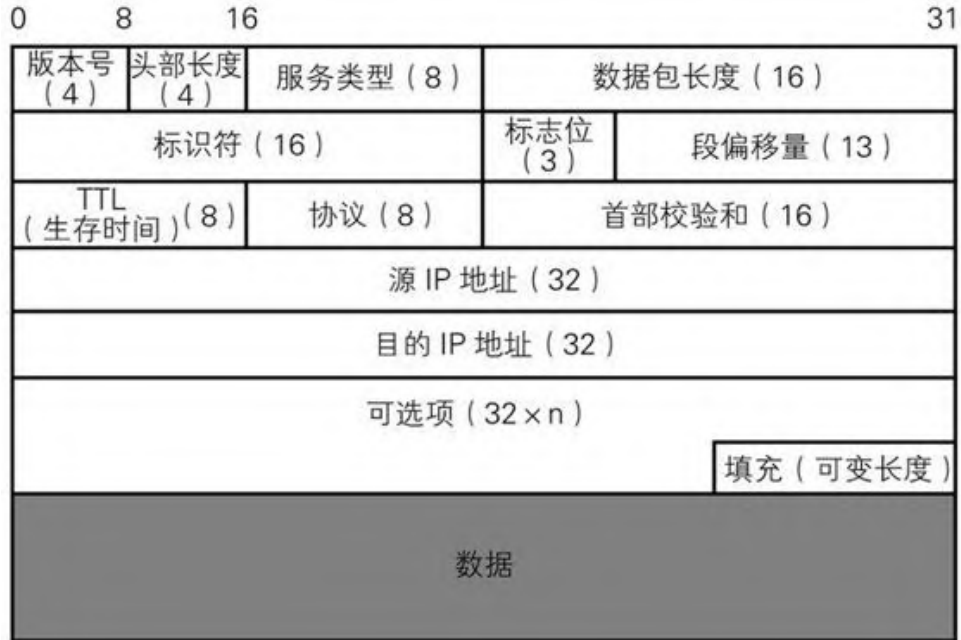 0 8 16 31
版本号
(4)
头部长度
(4)
服务类型(8)
数据包长度(16)
标识符(16)
标志位
(3)
段偏移量(13)
TTL
(生存时间)(8)
协议(8)
首部校验和(16)
源 IP 地址(32)
目的 IP 地址(32)
可选项(32×n)
填充(可变长度)
数据